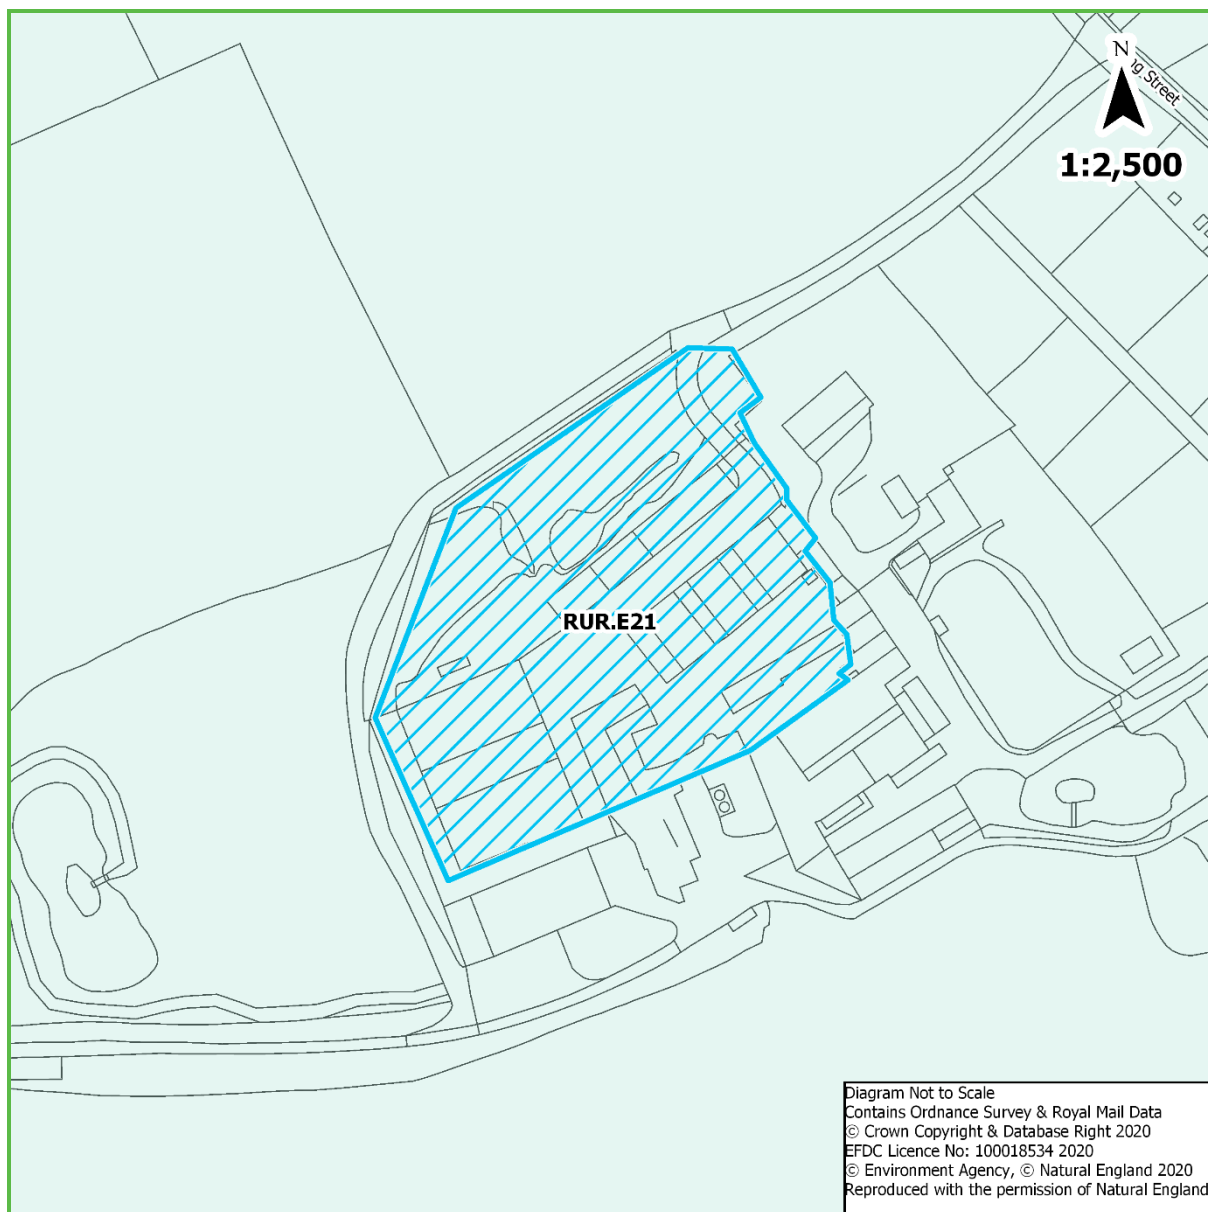 N
Street
1:2,500
RUR.E21
Diagram Not to Scale
Contains Ordnance Survey & Royal Mail Data
© Crown Copyright & Database Right 2020
EFDC Licence No: 100018534 2020
© Environment Agency, © Natural England 2020
Reproduced with the permission of Natural England